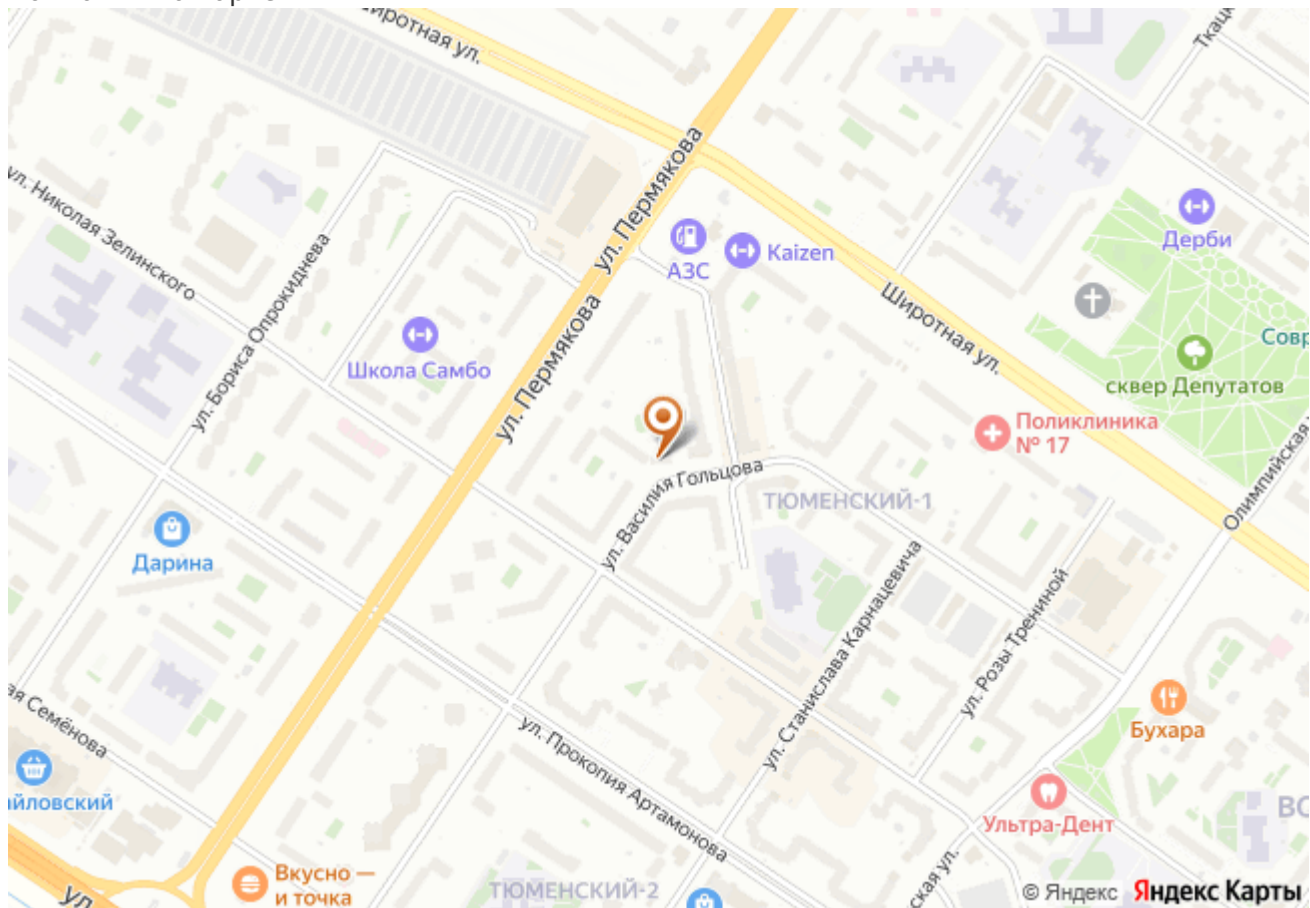 Широтная ул.
ул. Пермякова
ул. Николая Зелинского
ул. Бориса Опрокиднева
ул. Пермякова
АЗС
Kaizen
Дерби
Школа Самбо
ул. Пермякова
Широтная ул.
сквер Депутатов
Поликлиника
№ 17
ул. Василия Гольцова
ТЮМЕНСКИЙ-1
Дарина
ул. Станислава Карнацевича
ул. Розы Трениной
Бухара
ул. Прокопия Артамонова
Ультра-Дент
Вкусно —
и точка
ТЮМЕНСКИЙ-2
© Яндекс Яндекс Карты